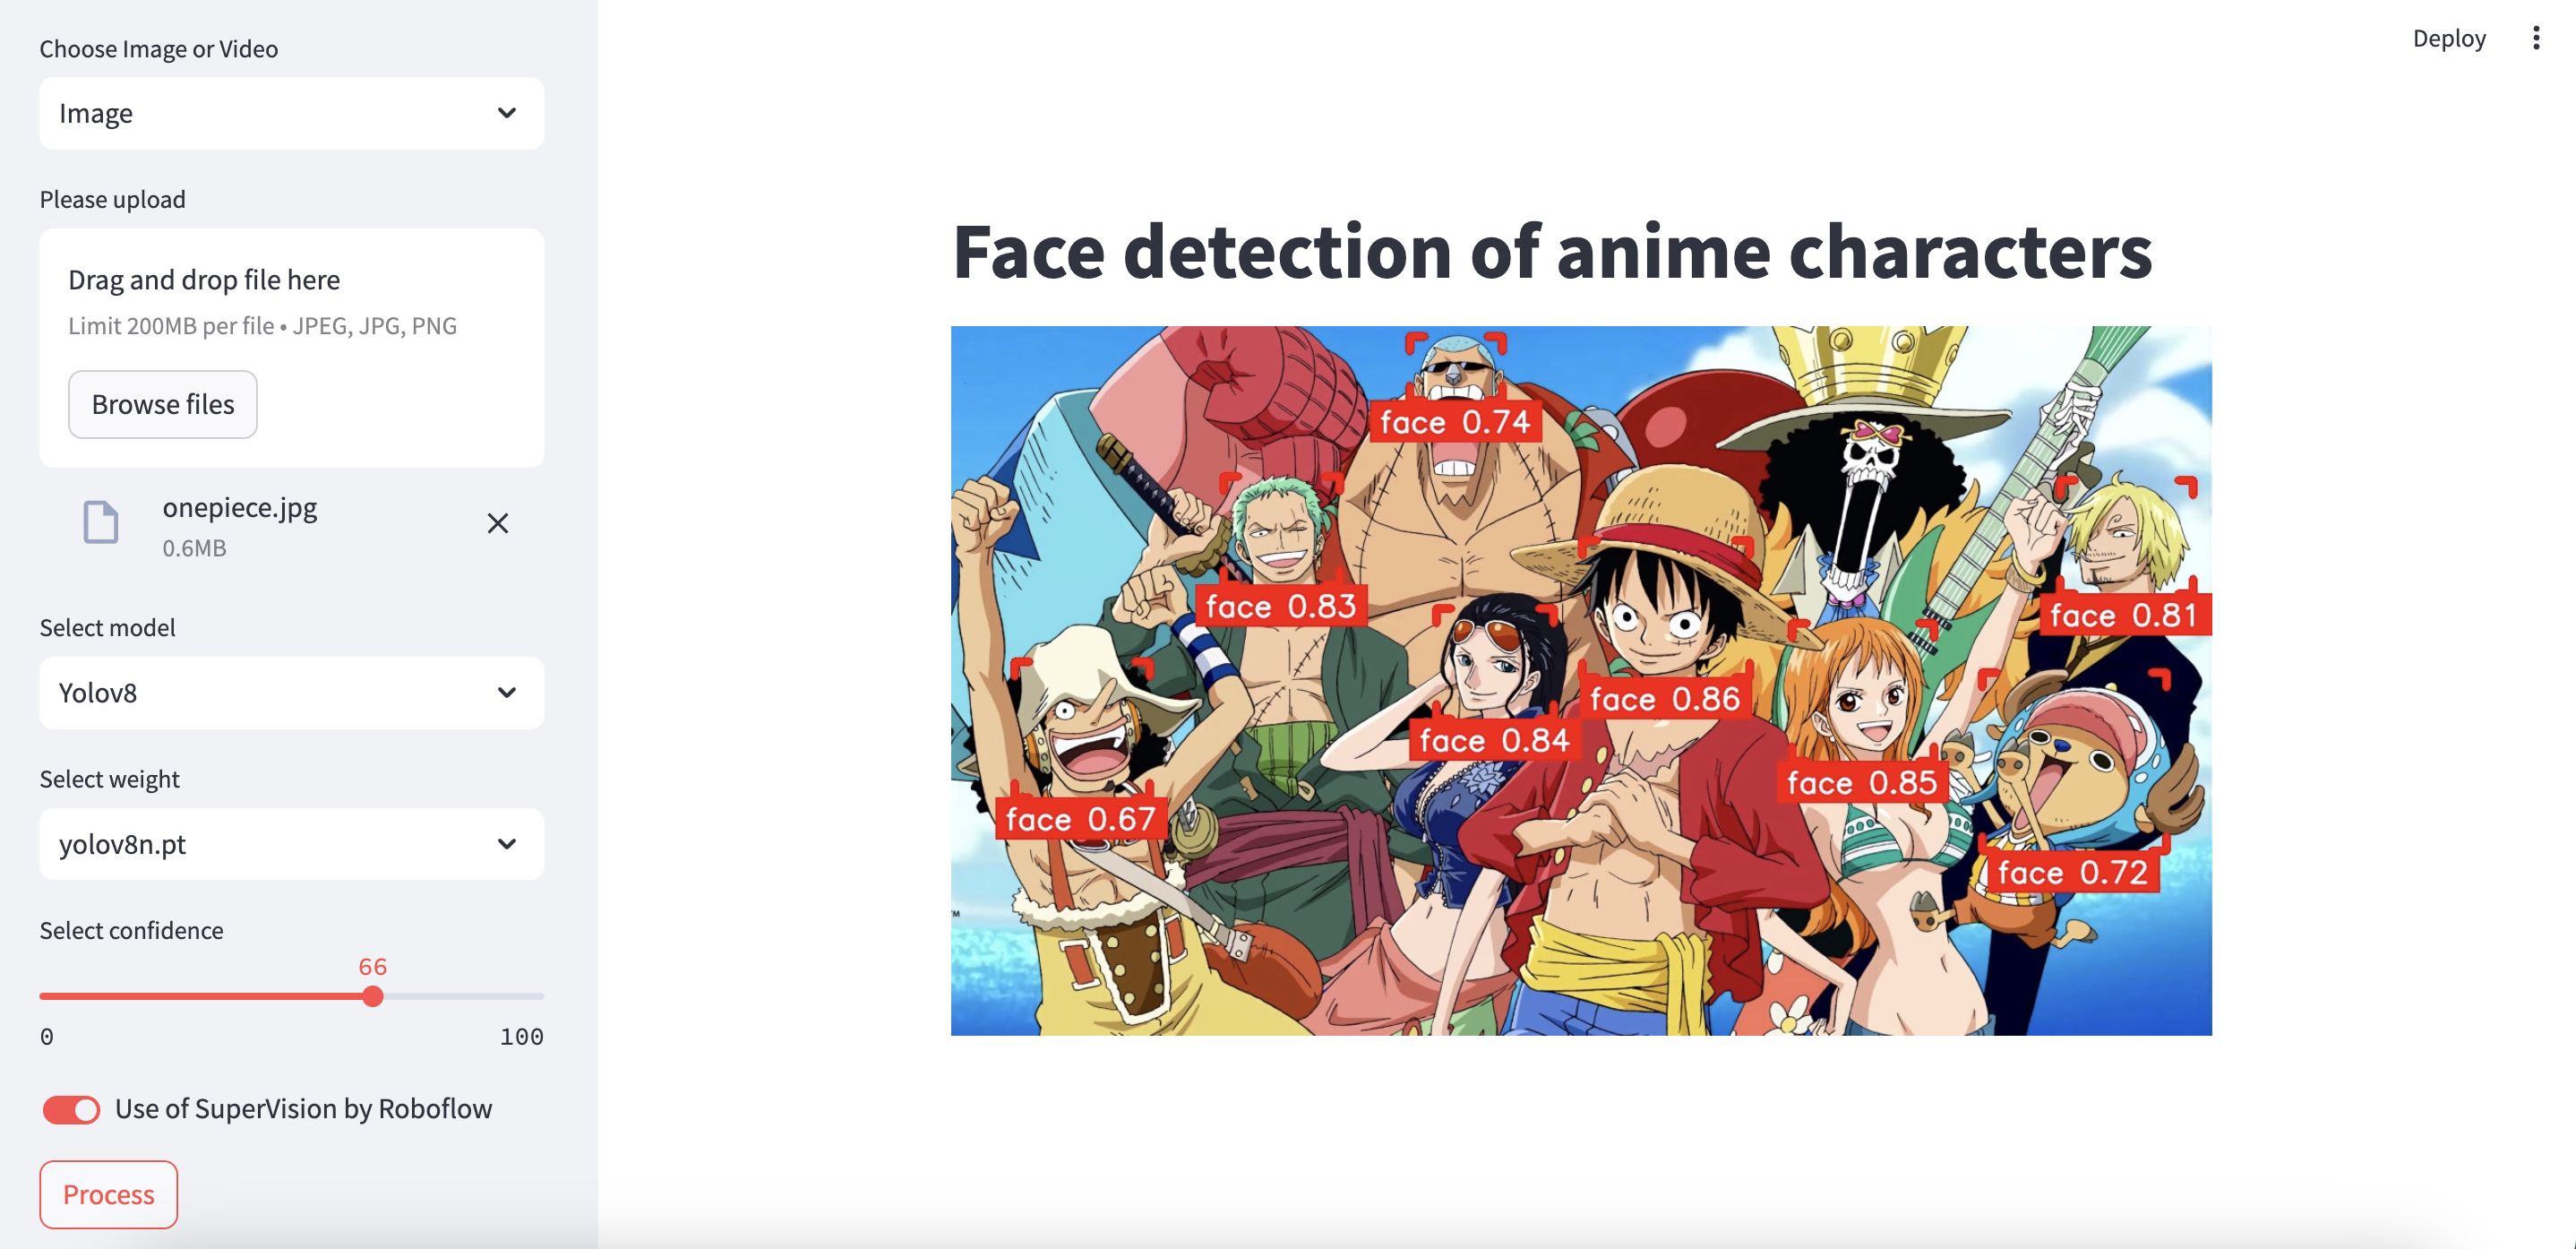 Choose Image or Video
Image
Please upload
Drag and drop file here
Limit 200MB per file • JPEG, JPG, PNG
Browse files
onepiece.jpg
0.6MB
Select model
Yolov8
Select weight
yolov8n.pt
Select confidence
66
0
100
Use of SuperVision by Roboflow
Process
Deploy
Face detection of anime characters
face 0.74
face 0.83
face 0.81
face 0.86
face 0.84
face 0.85
face 0.67
face 0.72
™